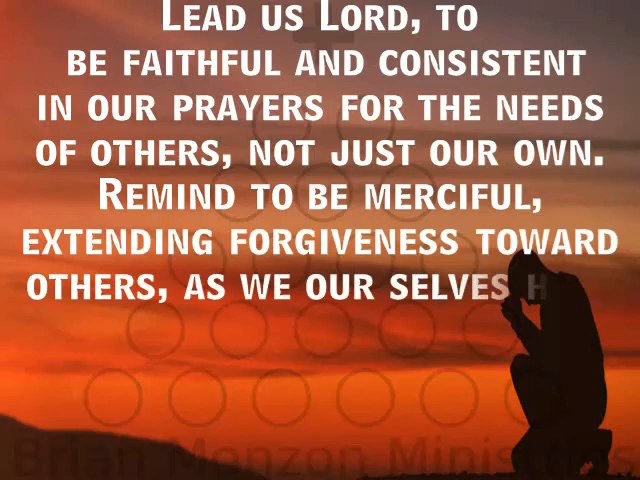 Lead us Lord, to
be faithful and consistent
in our prayers for the needs
of others, not just our own.
Remind to be merciful,
extending forgiveness toward
others, as we our selves h
Brian Monzon Ministries